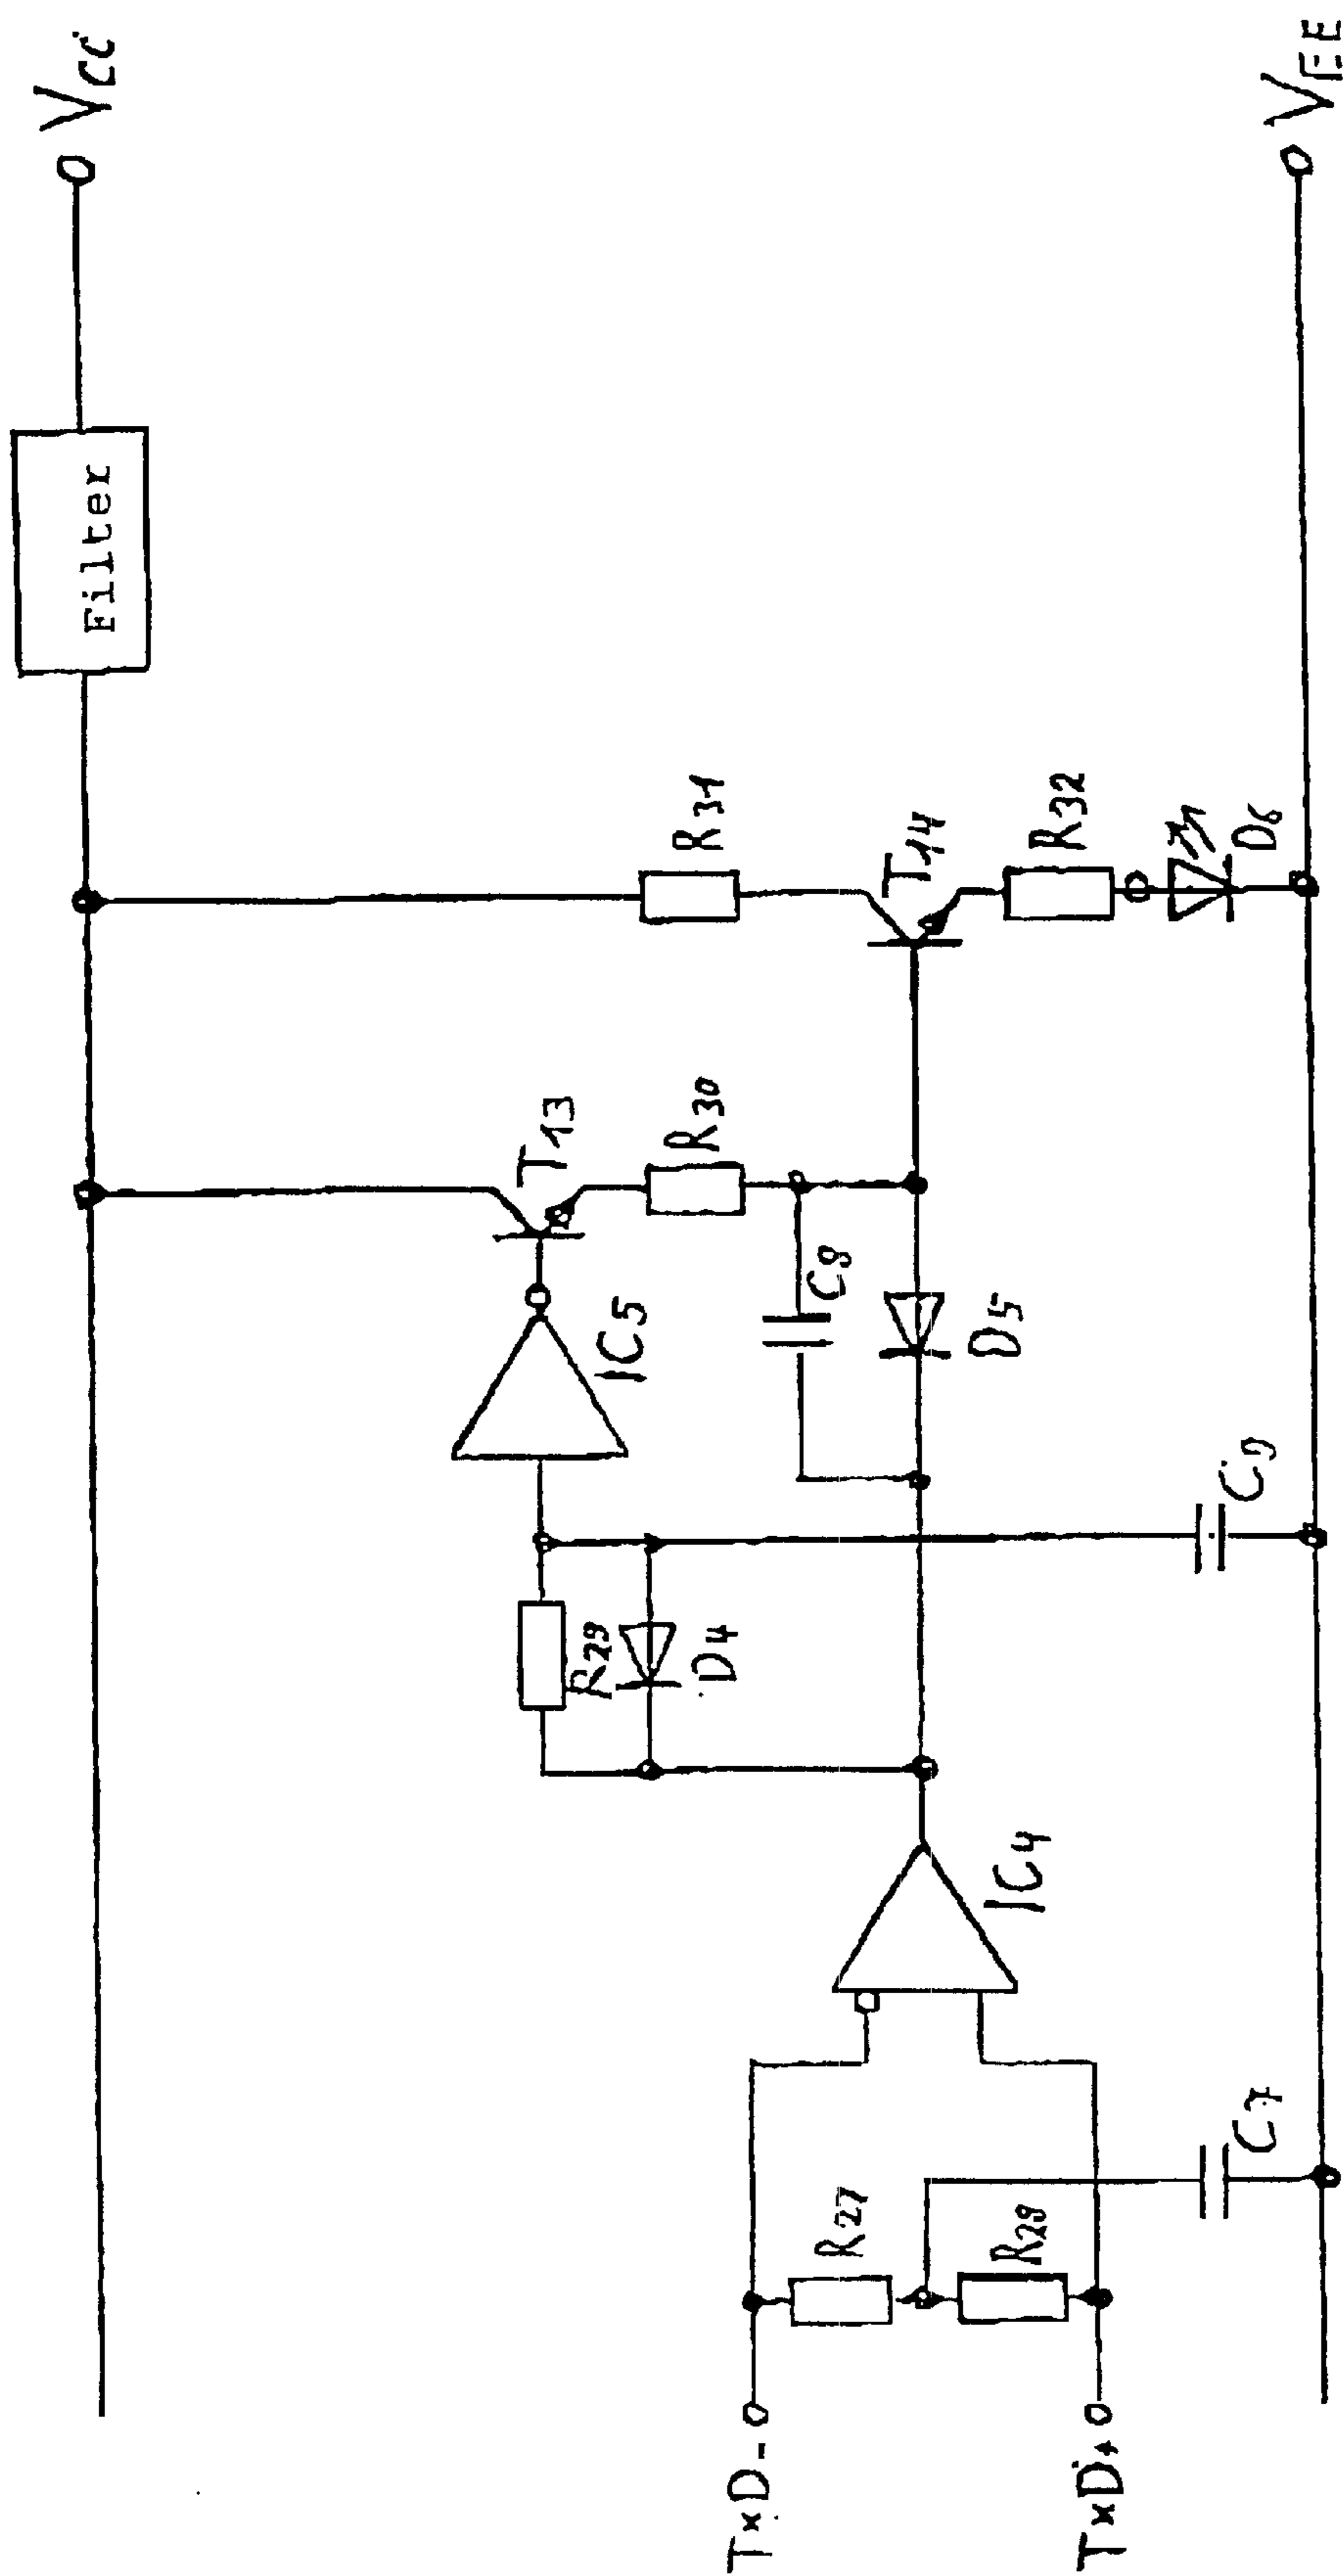 VCC
Filter
R31
T14
R32
D6
VEE
T13
R30
C8
D5
IC5
C9
R29
D4
IC4
R27
R28
C7
TxD-
TxD+